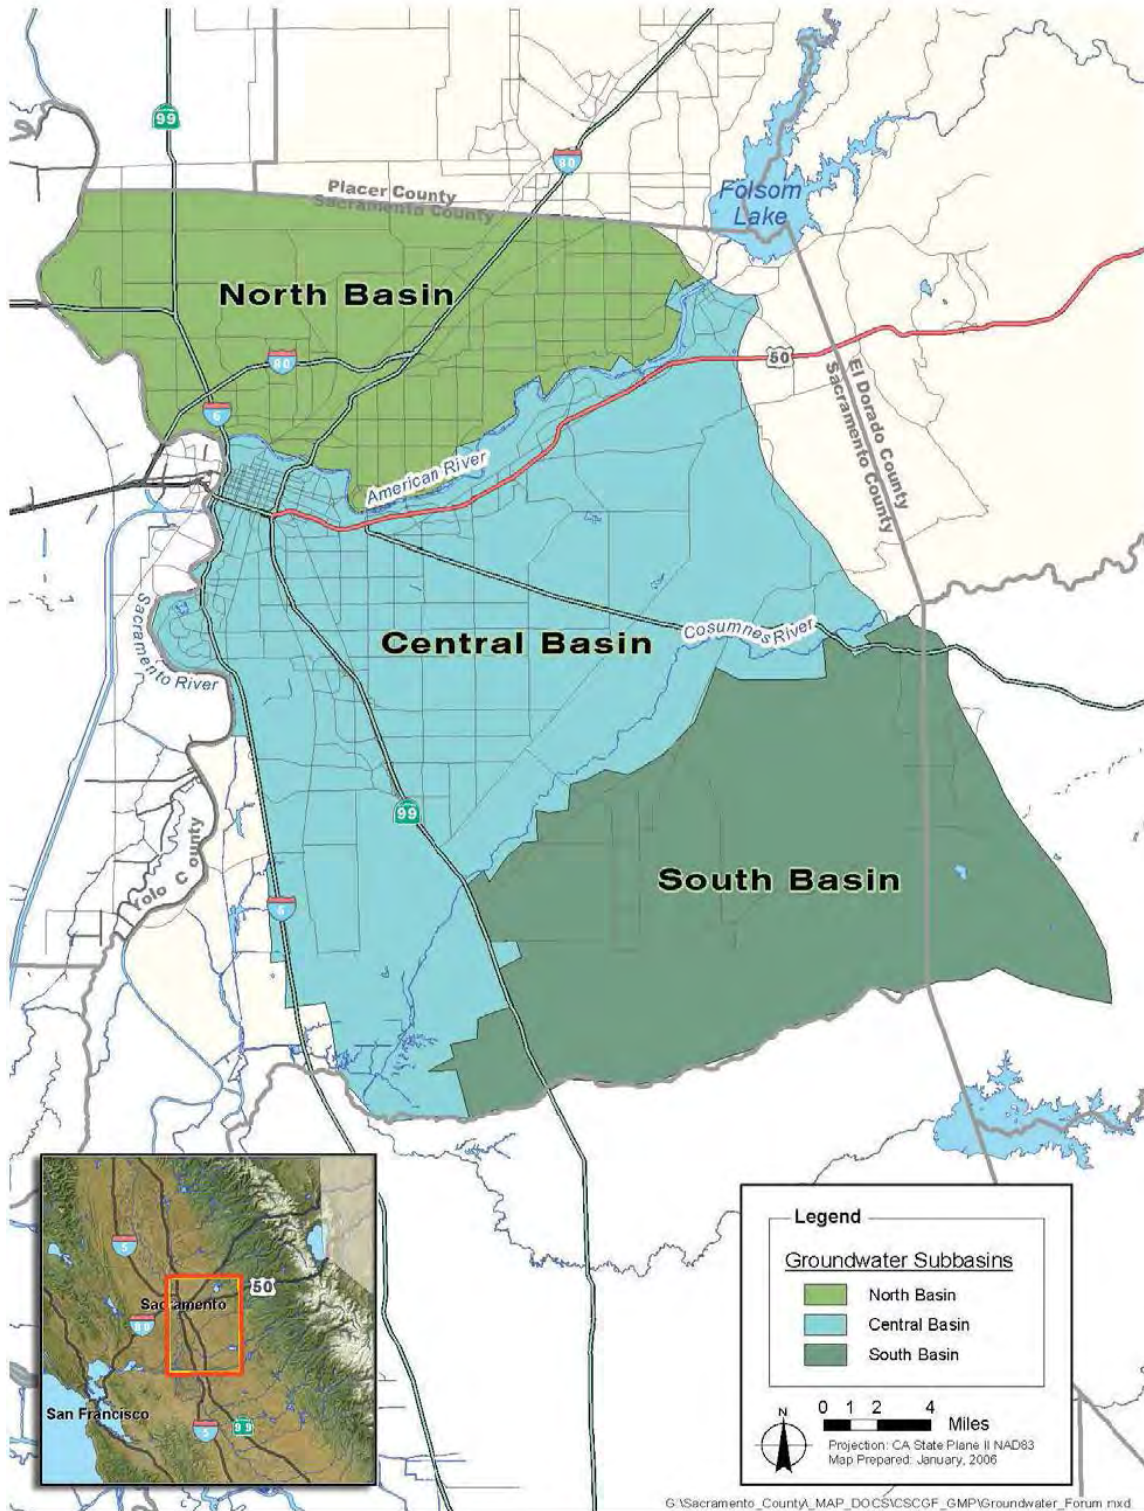 99
80
Folsom
Lake
Placer County
Sacramento County
North Basin
80
50
El Dorado County
Sacramento County
American River
Sacramento River
Cosumnes River
Central Basin
99
Yolo County
South Basin
5
50
Sacramento
80
San Francisco
5
99
Legend
Groundwater Subbasins
North Basin
Central Basin
South Basin
N
0 1 2 4
Miles
Projection: CA State Plane II NAD83
Map Prepared: January, 2006
G:\Sacramento_County\_MAP_DOCS\CSCGF_GMP\Groundwater_Forum.mxd